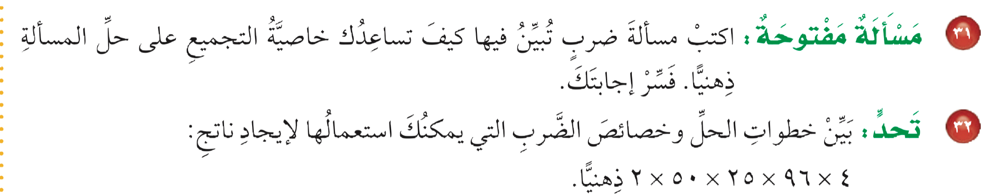 ٣١ مَسْأَلَةٌ مَفْتوحَةٌ: اكتبْ مسألةَ ضربٍ تُبيِّنُ فيها كيفَ تساعِدُك خاصيَّةُ التجميعِ على حلِّ المسألةِ
ذِهنيًّا. فَسِّرْ إجابتَكَ.
٣٢ تَحدٍّ: بَيِّنْ خطواتِ الحلِّ وخصائصَ الضَّربِ التي يمكنُكَ استعمالُها لإيجادِ ناتجِ:
٤ × ٩٦ × ٢٥ × ٥٠ × ٢ ذِهنيًّا.